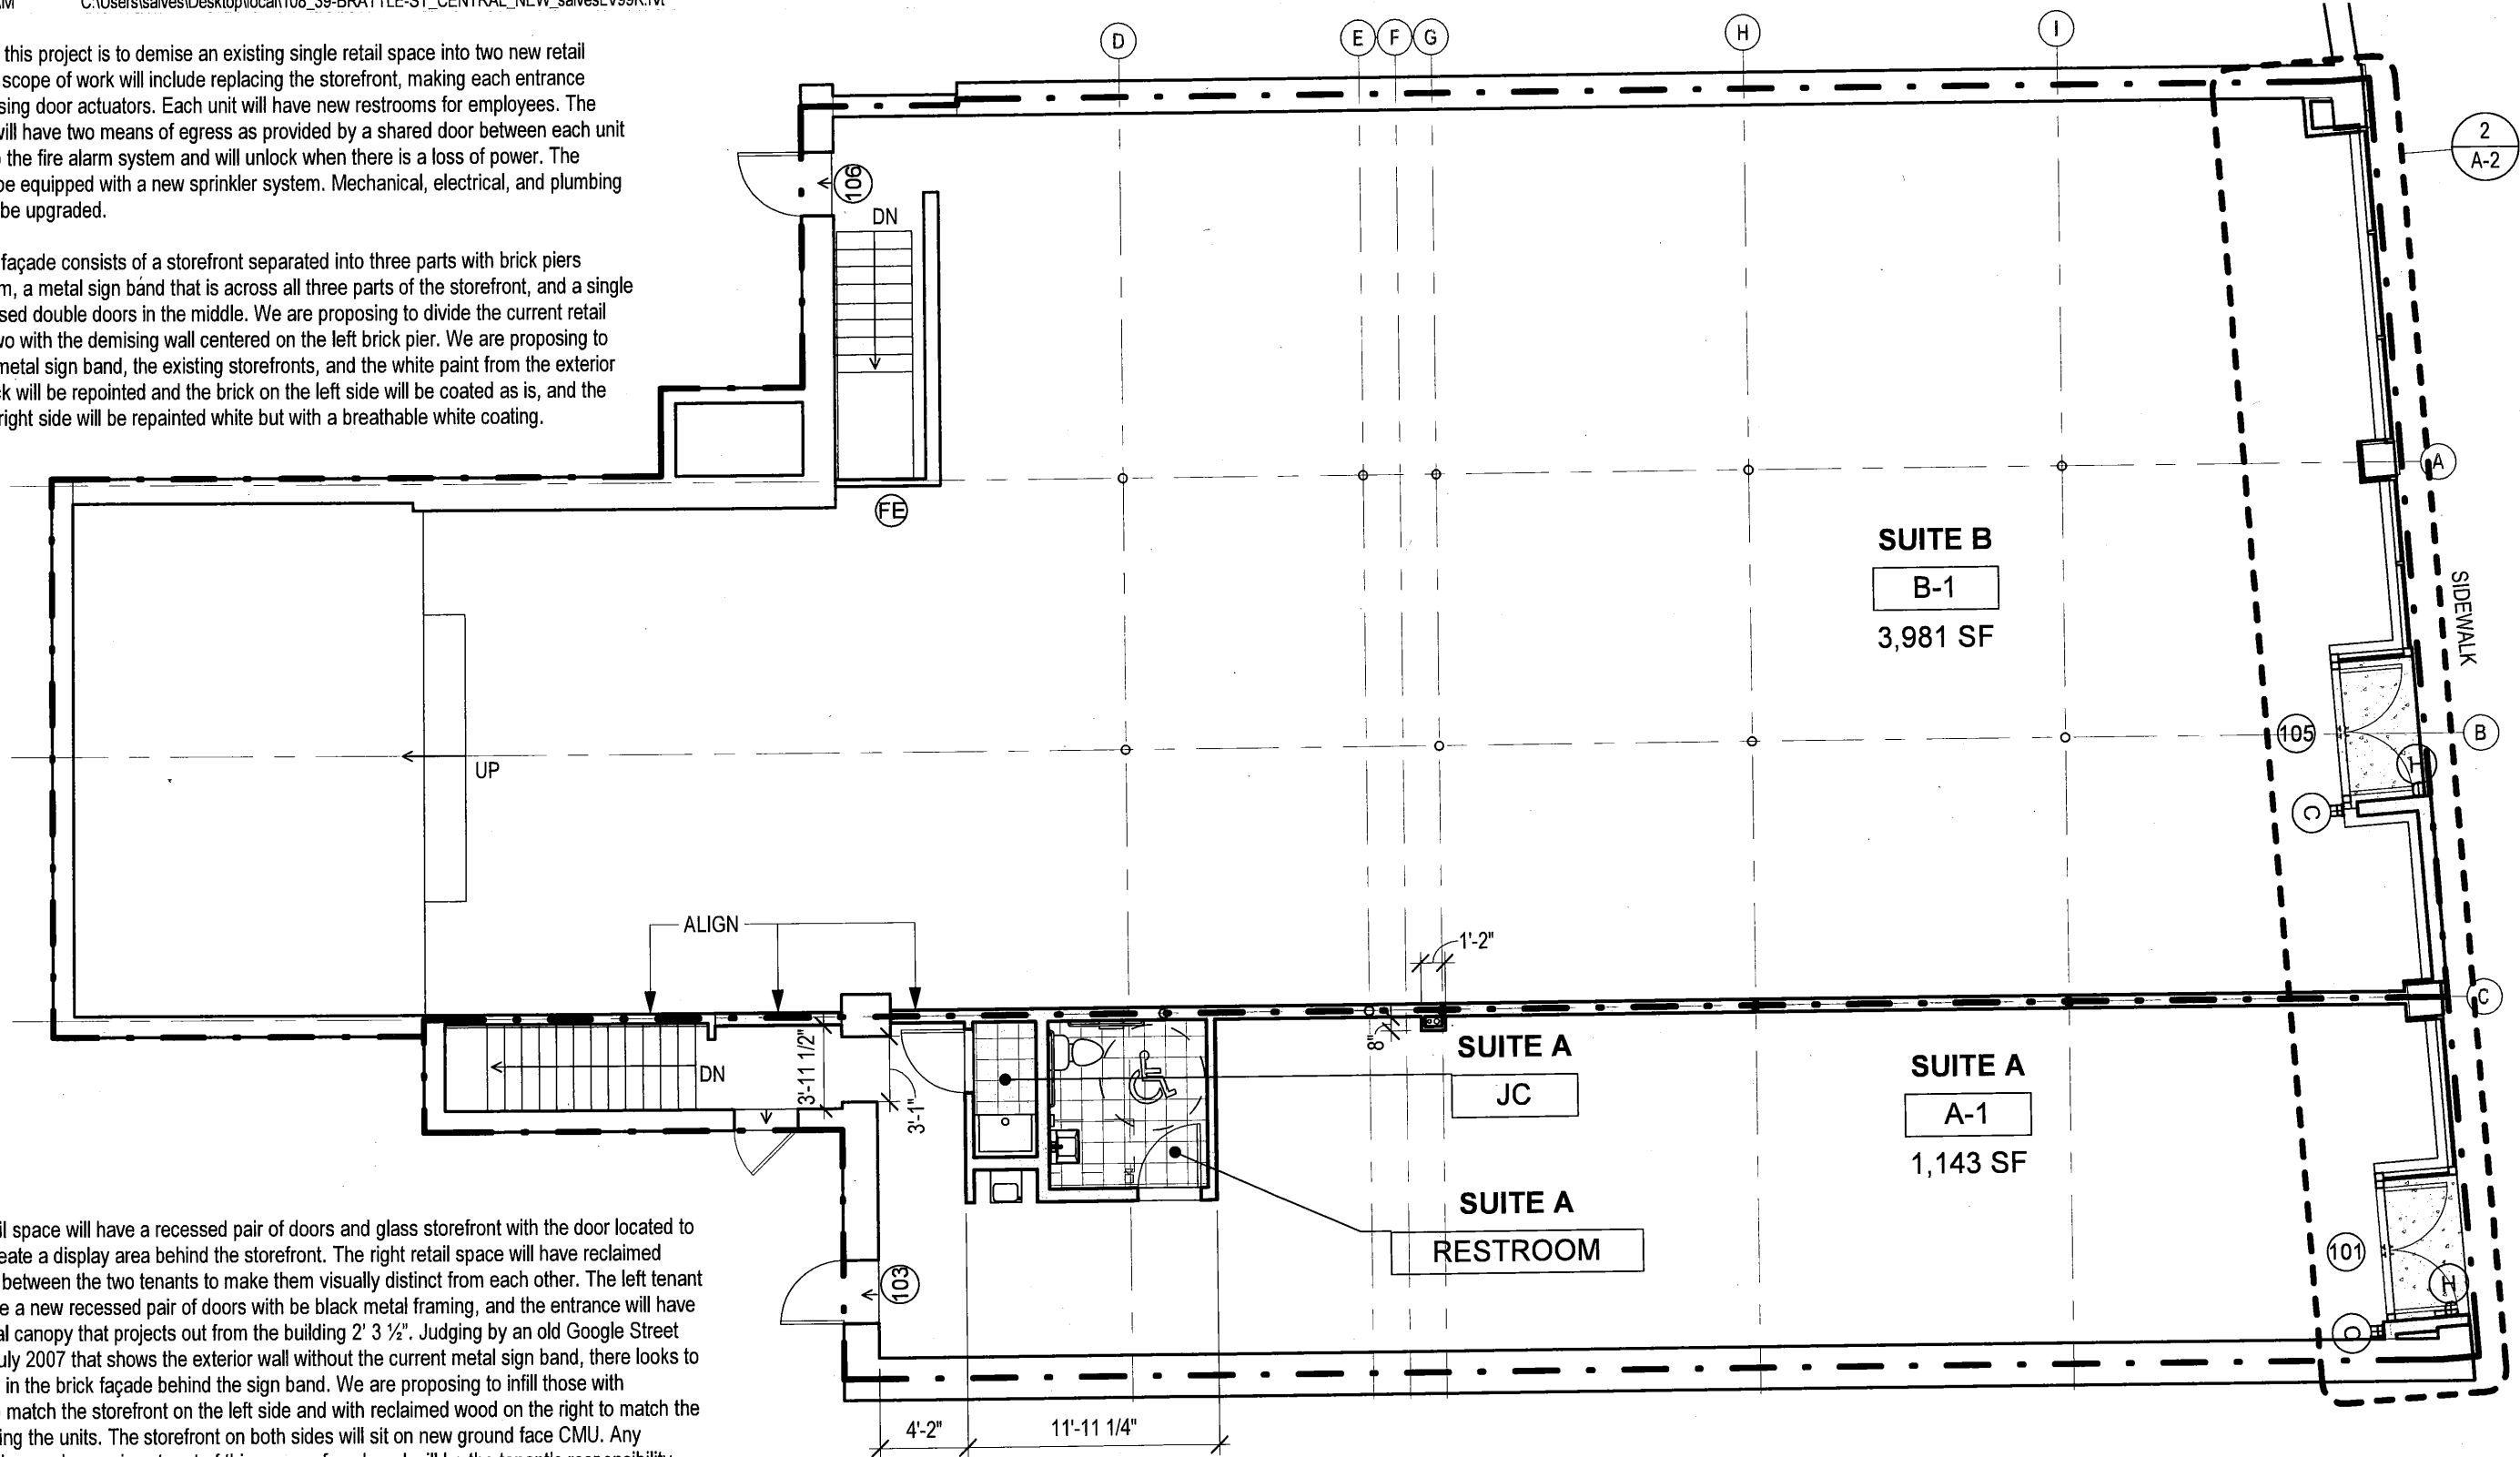 C:\Users\salves\Desktop\local\108_39-BRATTLE-ST_CENTRAL_NEW_salvesLV99R.rvt
this project is to demise an existing single retail space into two new retail
scope of work will include replacing the storefront, making each entrance
sing door actuators. Each unit will have new restrooms for employees. The
will have two means of egress as provided by a shared door between each unit
the fire alarm system and will unlock when there is a loss of power. The
be equipped with a new sprinkler system. Mechanical, electrical, and plumbing
be upgraded.
façade consists of a storefront separated into three parts with brick piers
m, a metal sign band that is across all three parts of the storefront, and a single
sed double doors in the middle. We are proposing to divide the current retail
vo with the demising wall centered on the left brick pier. We are proposing to
metal sign band, the existing storefronts, and the white paint from the exterior
ck will be repointed and the brick on the left side will be coated as is, and the
right side will be repainted white but with a breathable white coating.
D
E
F
G
H
I
2
A-2
106
DN
FE
A
SUITE B
B-1
3,981 SF
SIDEWALK
105
B
H
C
UP
ALIGN
1'-2"
C
DN
3'-11 1/2"
3'-1"
8"
SUITE A
JC
SUITE A
A-1
1,143 SF
SUITE A
RESTROOM
101
H
103
4'-2"
11'-11 1/4"
il space will have a recessed pair of doors and glass storefront with the door located to
eate a display area behind the storefront. The right retail space will have reclaimed
between the two tenants to make them visually distinct from each other. The left tenant
e a new recessed pair of doors with be black metal framing, and the entrance will have
al canopy that projects out from the building 2' 3 ½". Judging by an old Google Street
uly 2007 that shows the exterior wall without the current metal sign band, there looks to
in the brick façade behind the sign band. We are proposing to infill those with
match the storefront on the left side and with reclaimed wood on the right to match the
ing the units. The storefront on both sides will sit on new ground face CMU. Any